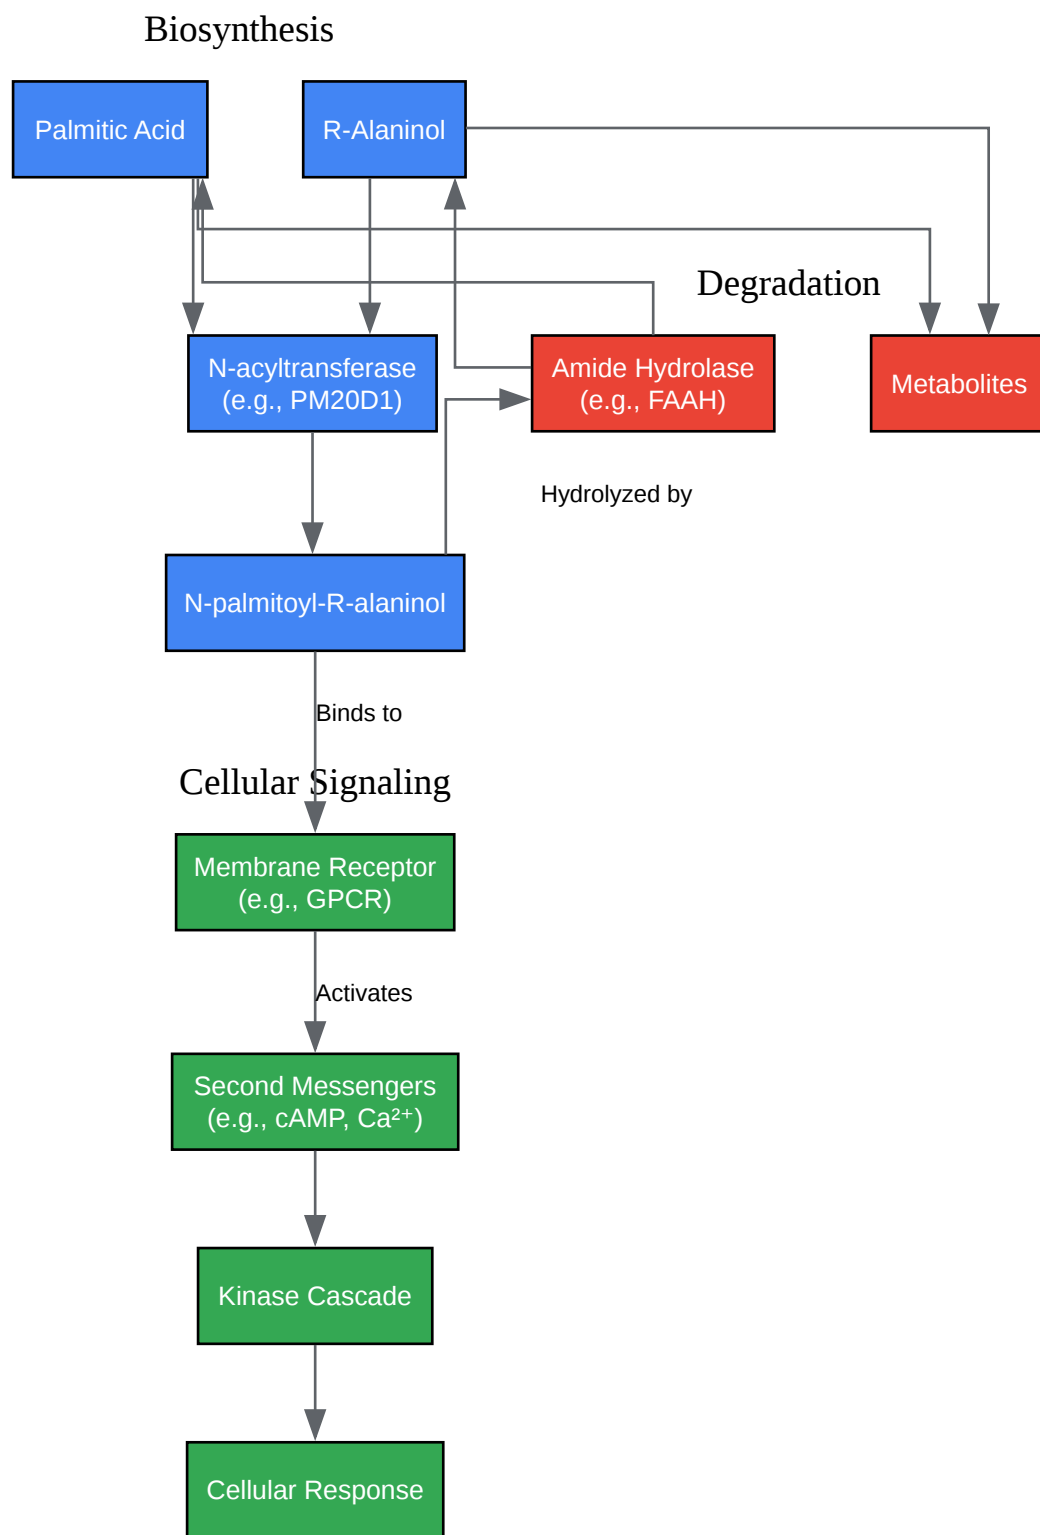 Biosynthesis
Palmitic Acid
R-Alaninol
Degradation
N-acyltransferase
(e.g., PM20D1)
Amide Hydrolase
(e.g., FAAH)
Metabolites
Hydrolyzed by
N-palmitoyl-R-alaninol
Binds to
Cellular Signaling
Membrane Receptor
(e.g., GPCR)
Activates
Second Messengers
(e.g., cAMP, Ca²⁺)
Kinase Cascade
Cellular Response